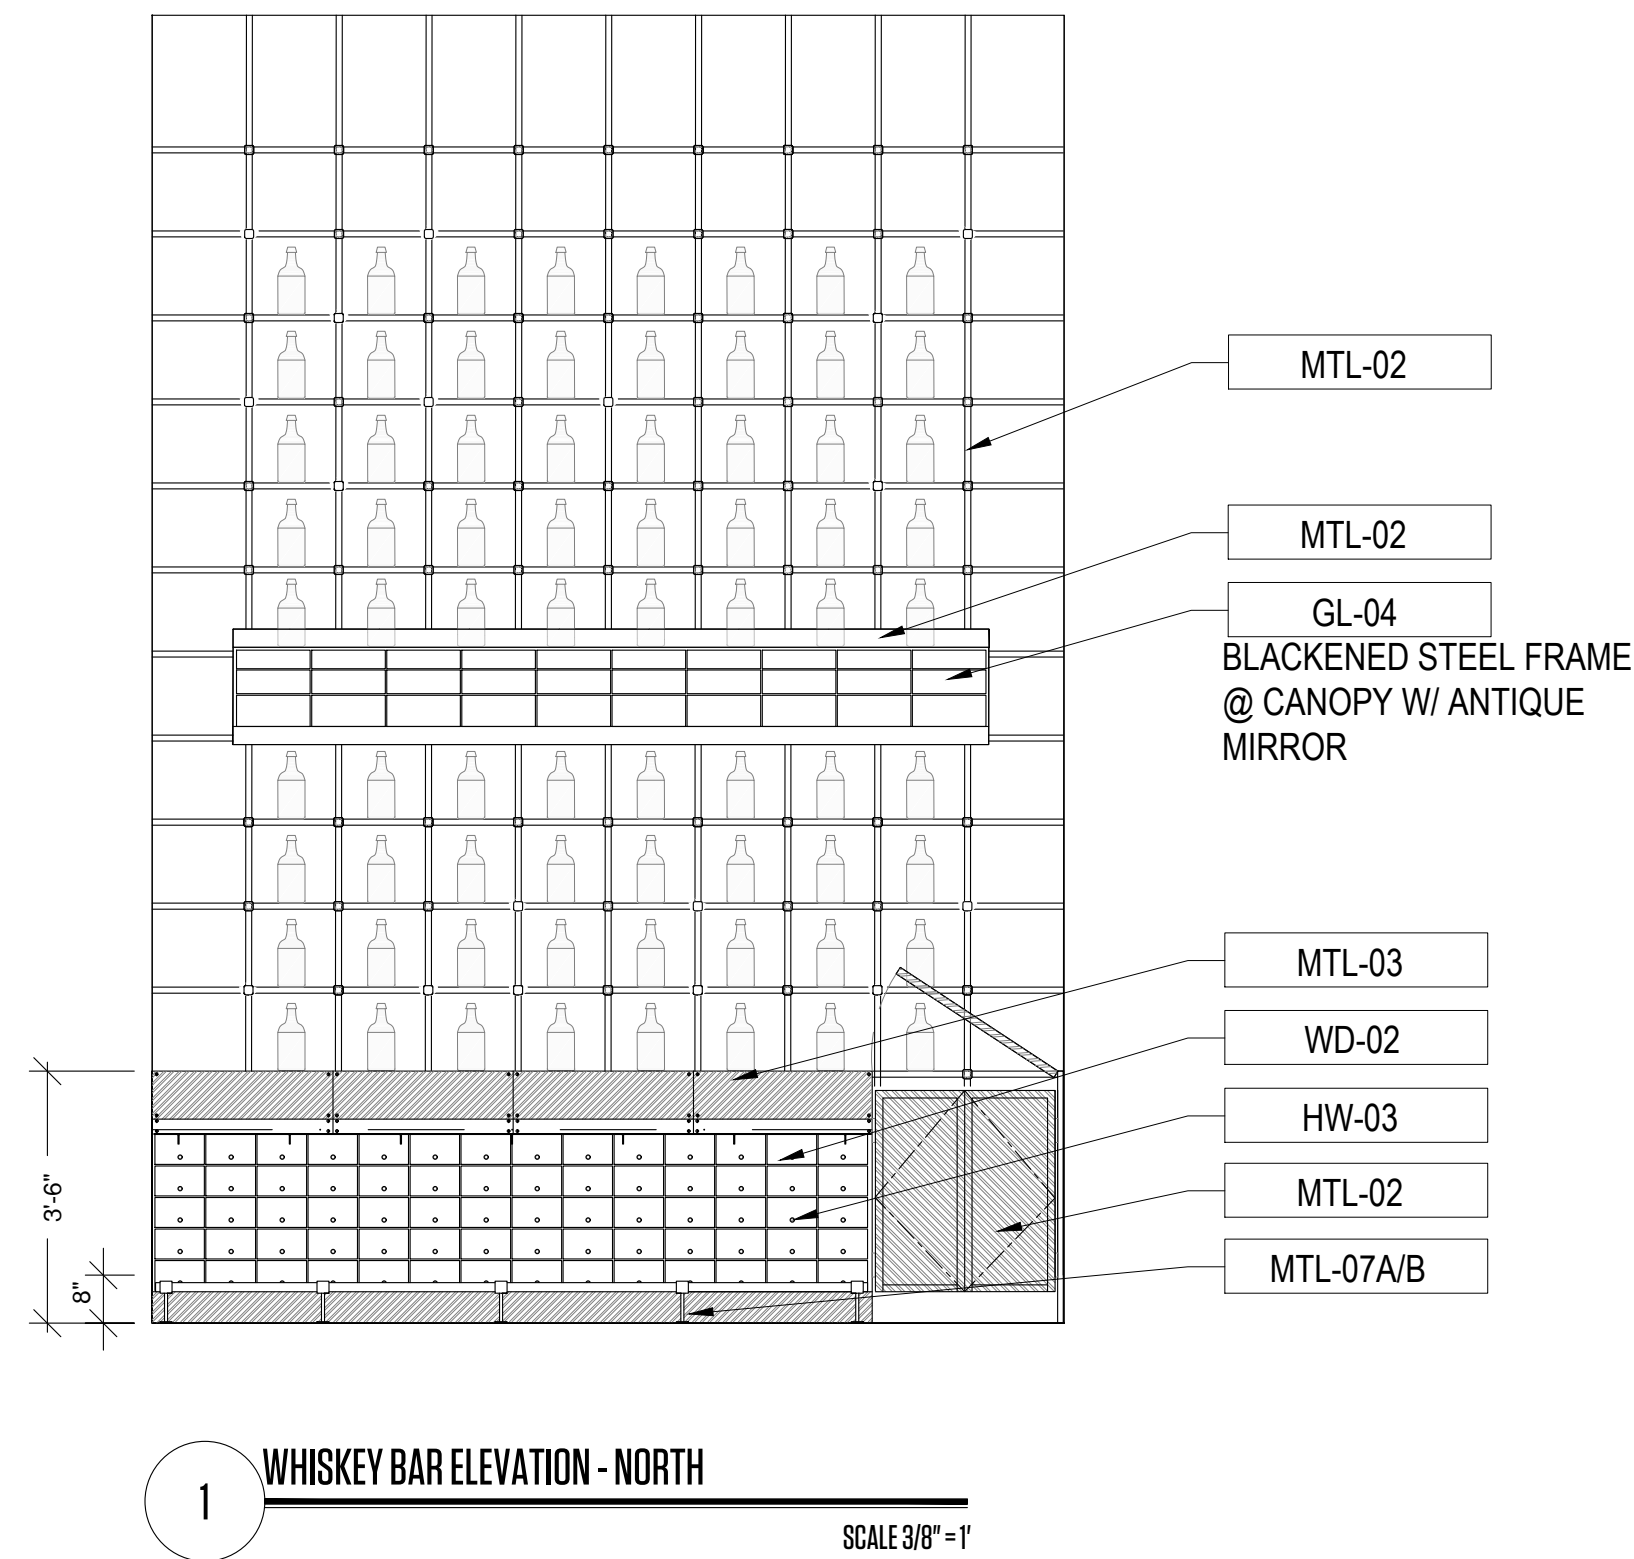 MTL-02
MTL-02
GL-04
BLACKENED STEEL FRAME
@ CANOPY W/ ANTIQUE
MIRROR
MTL-03
WD-02
HW-03
MTL-02
MTL-07A/B
3'-6"
8"
1
WHISKEY BAR ELEVATION - NORTH
SCALE 3/8" = 1'